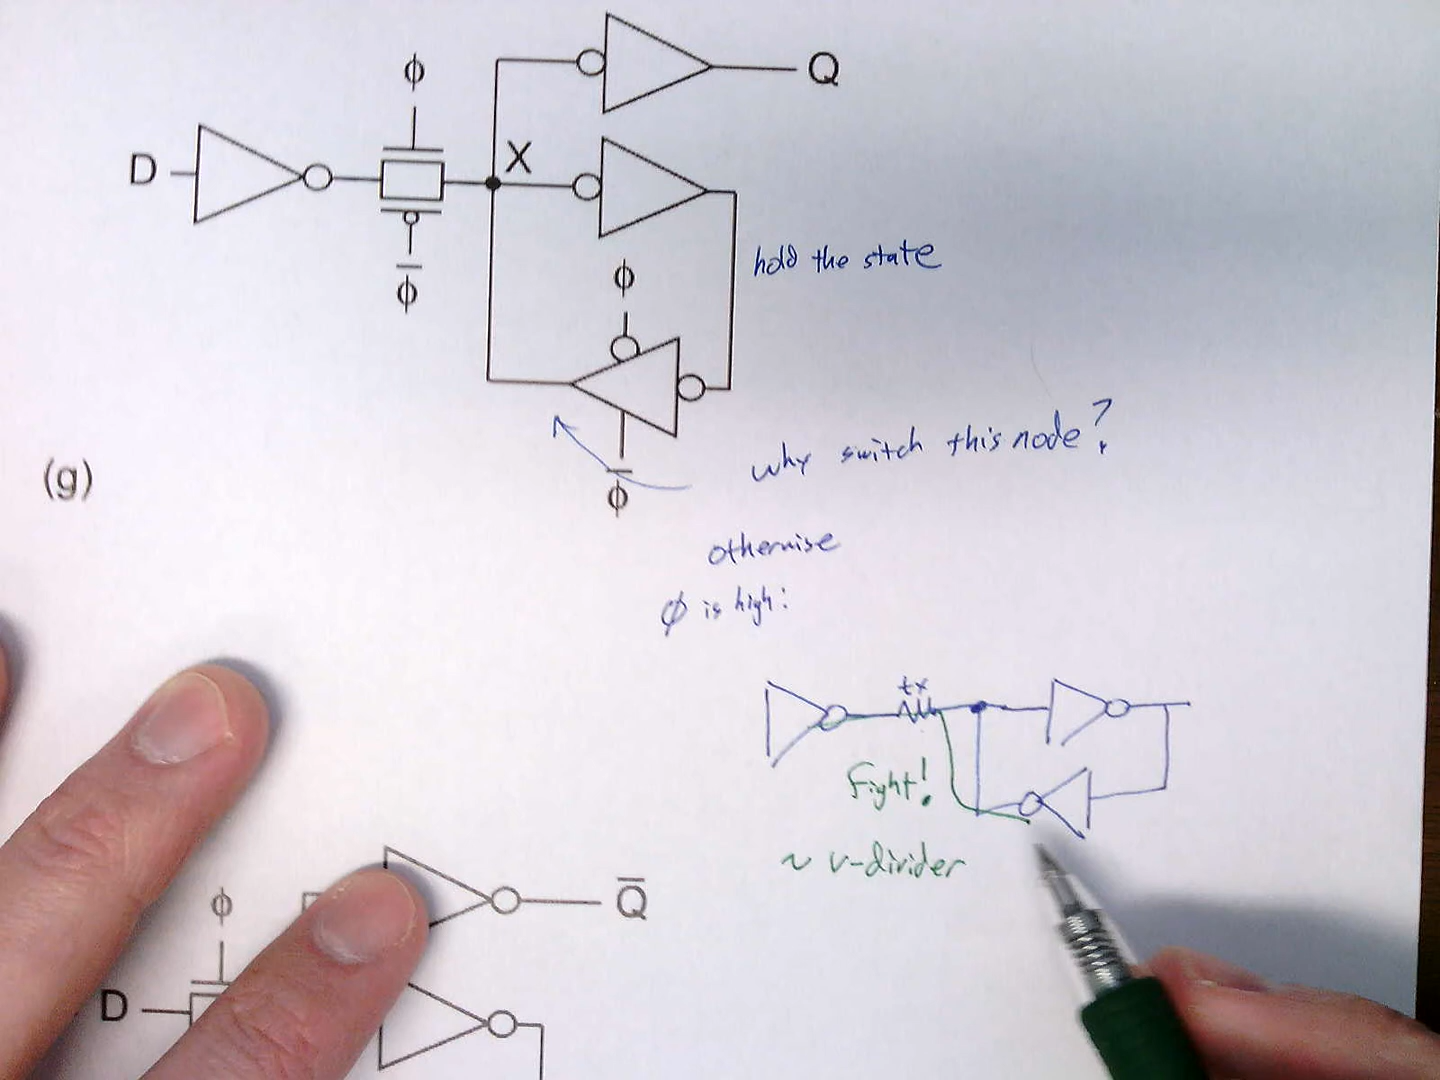 ϕ
Q
D
X
ϕ̅
hold the state
ϕ
why switch this node?
(g)
ϕ̅
otherwise
ϕ is high:
tx
fight!
~ v-divider
ϕ
Q̅
D